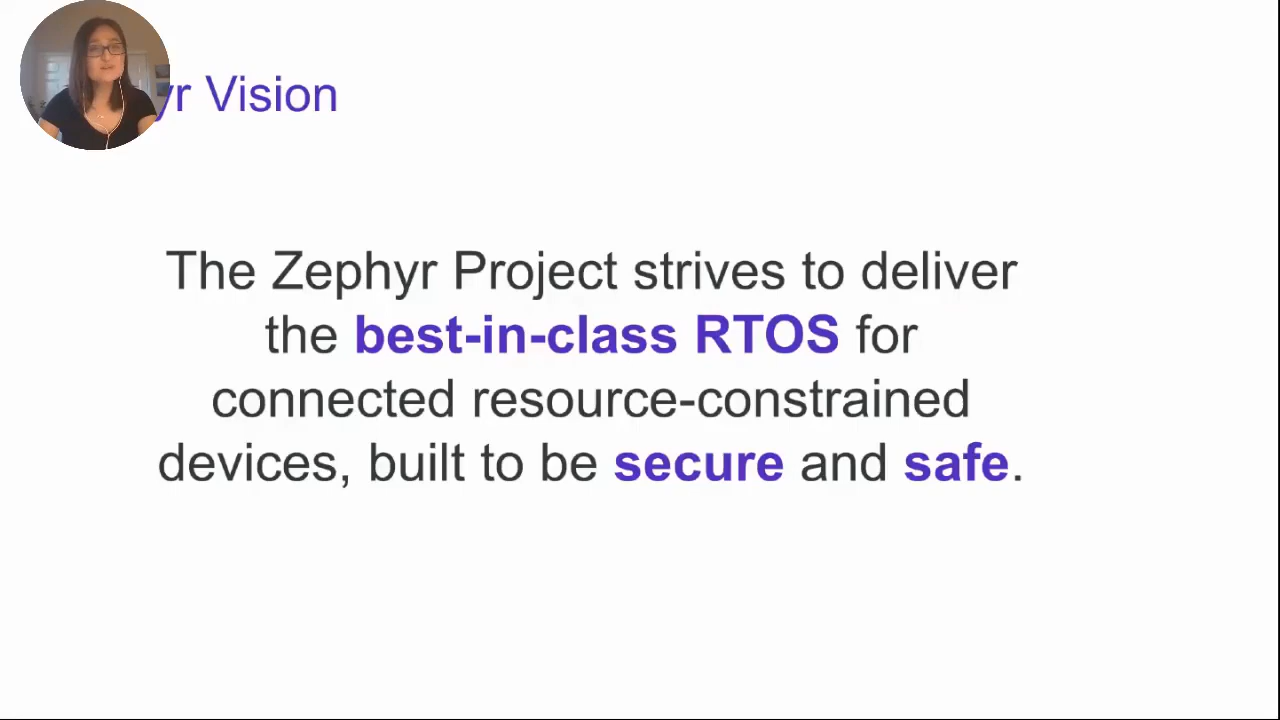 yr Vision
The Zephyr Project strives to deliver
the best-in-class RTOS for
connected resource-constrained
devices, built to be secure and safe.